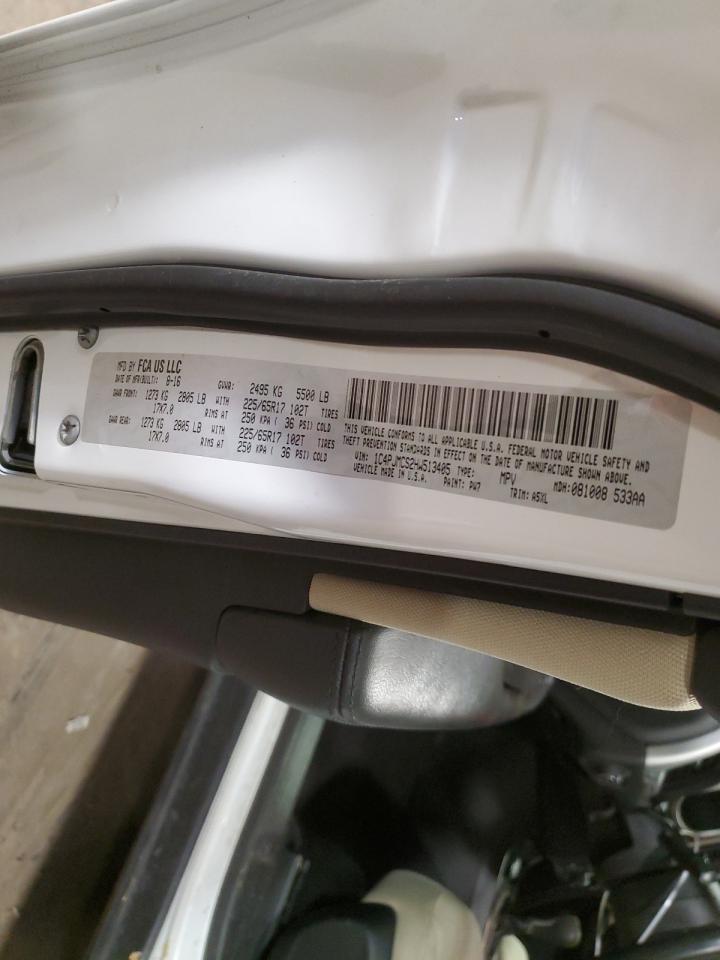 MFD BY FCA US LLC
DATE OF MFR(BUILT): 8-16 GVWR: 2495 KG 5500 LB
GAWR FRONT: 1273 KG 2805 LB WITH 225/65R17 102T TIRES
17X7.0 RIMS AT 250 KPA ( 36 PSI) COLD
GAWR REAR: 1273 KG 2805 LB WITH 225/65R17 102T TIRES
17X7.0 RIMS AT 250 KPA ( 36 PSI) COLD
THIS VEHICLE CONFORMS TO ALL APPLICABLE U.S.A. FEDERAL MOTOR VEHICLE SAFETY AND
THEFT PREVENTION STANDARDS IN EFFECT ON THE DATE OF MANUFACTURE SHOWN ABOVE.
VIN: 1C4PJMCS2HW513405 TYPE: MPV MDH:081008 533AA
VEHICLE MADE IN U.S.A. PAINT: PW7 TRIM: A5XL